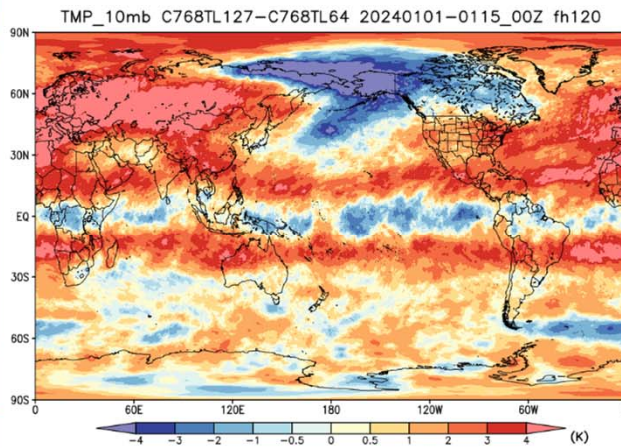 TMP_10mb C768TL127-C768TL64 20240101-0115_00Z fh120
90N
60N
30N
EQ
30S
60S
90S
0 60E 120E 180 120W 60W
-4 -3 -2 -1 -0.5 0 0.5 1 2 3 4 (K)